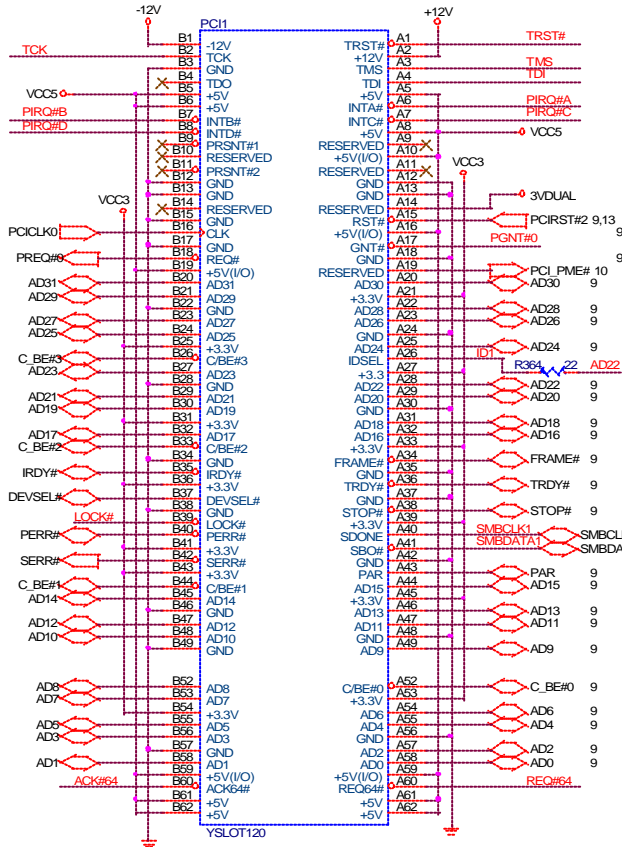 -12V +12V
PCI1
B1 -12V TRST# A1 TRST#
TCK B2 TCK +12V A2
B3 GND TMS A3 TMS
B4 TDO TDI A4 TDI
VCC5 B5 +5V +5V A5
B6 +5V INTA# A6 PIRQ#A
PIRQ#B B7 INTB# INTC# A7 PIRQ#C
PIRQ#D B8 INTD# +5V A8 VCC5
B9 PRSNT#1 RESERVED A9
B10 RESERVED +5V(I/O) A10
B11 PRSNT#2 RESERVED A11
VCC3
B12 GND GND A12
B13 GND GND A13
B14 RESERVED RESERVED A14 3VDUAL
VCC3
B15 GND RST# A15 PCIRST#2 9,13
PCICLK0 B16 CLK +5V(I/O) A16 9
B17 GND GNT# A17 PGNT#0
PREQ#0 B18 REQ# GND A18 9
B19 +5V(I/O) RESERVED A19 PCI_PME# 10
AD31 B20 AD31 AD30 A20 AD30 9
AD29 B21 AD29 +3.3V A21
B22 GND AD28 A22 AD28 9
AD27 B23 AD27 AD26 A23 AD26 9
AD25 B24 AD25 GND A24
B25 +3.3V AD24 A25 AD24 9
C_BE#3 B26 C/BE#3 IDSEL A26 ID1
AD23 B27 AD23 +3.3 A27 R364 22 AD22
B28 GND AD22 A28 AD22 9
AD21 B29 AD21 AD20 A29 AD20 9
AD19 B30 AD19 GND A30
B31 +3.3V AD18 A31 AD18 9
AD17 B32 AD17 AD16 A32 AD16 9
C_BE#2 B33 C/BE#2 +3.3V A33
B34 GND FRAME# A34 FRAME# 9
IRDY# B35 IRDY# GND A35
B36 +3.3V TRDY# A36 TRDY# 9
DEVSEL# B37 DEVSEL# GND A37
B38 GND STOP# A38 STOP# 9
LOCK# B39 LOCK# +3.3V A39
PERR# B40 PERR# SDONE A40 SMBCLK1 SMBCL
B41 +3.3V SBO# A41 SMBDATA1 SMBDA
SERR# B42 SERR# GND A42
B43 +3.3V PAR A43 PAR 9
C_BE#1 B44 C/BE#1 AD15 A44 AD15 9
AD14 B45 AD14 +3.3V A45
B46 GND AD13 A46 AD13 9
AD12 B47 AD12 AD11 A47 AD11 9
AD10 B48 AD10 GND A48
B49 GND AD9 A49 AD9 9
AD8 B52 AD8 C/BE#0 A52 C_BE#0 9
AD7 B53 AD7 +3.3V A53
B54 +3.3V AD6 A54 AD6 9
AD5 B55 AD5 AD4 A55 AD4 9
AD3 B56 AD3 GND A56
B57 GND AD2 A57 AD2 9
AD1 B58 AD1 AD0 A58 AD0 9
B59 +5V(I/O) +5V(I/O) A59
ACK#64 B60 ACK64# REQ64# A60 REQ#64
B61 +5V +5V A61
B62 +5V +5V A62
YSLOT120